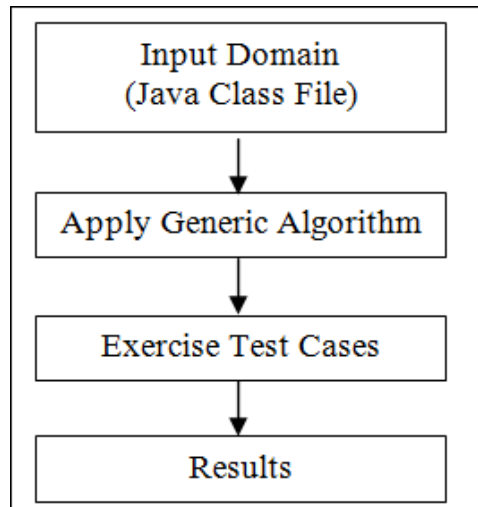 Input Domain
(Java Class File)
Apply Generic Algorithm
Exercise Test Cases
Results